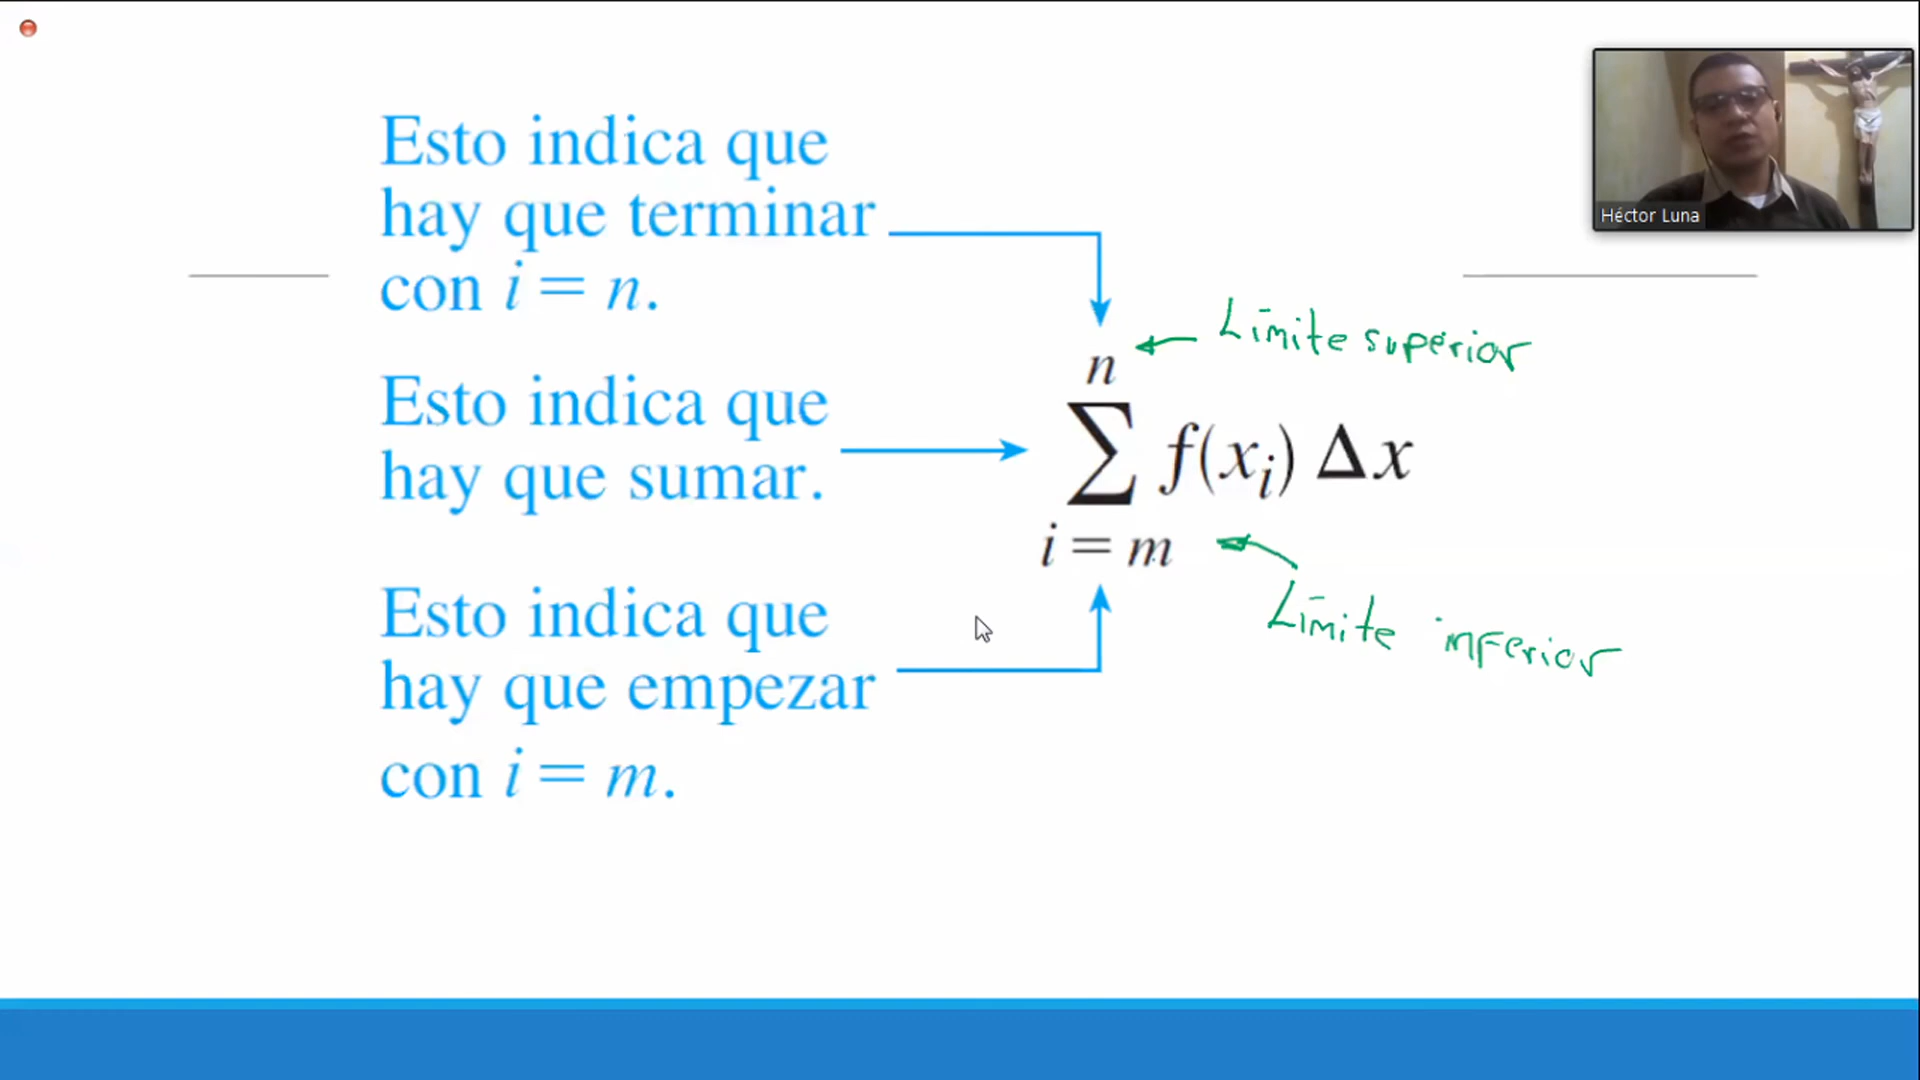 Esto indica que
hay que terminar
con i = n.
Héctor Luna
Límite superior
n
Esto indica que
hay que sumar.
∑ f(xᵢ) Δx
i = m
Límite inferior
Esto indica que
hay que empezar
con i = m.